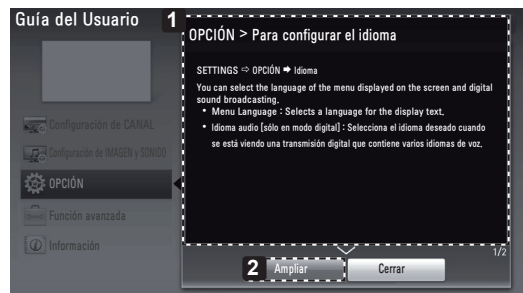 Guía del Usuario
1
OPCIÓN > Para configurar el idioma
SETTINGS ⇨ OPCIÓN ➡ Idioma
You can select the language of the menu displayed on the screen and digital
sound broadcasting.
• Menu Language : Selects a language for the display text.
• Idioma audio [sólo en modo digital] : Selecciona el idioma deseado cuando
se está viendo una transmisión digital que contiene varios idiomas de voz.
Configuración de CANAL
Configuración de IMAGEN y SONIDO
OPCIÓN
Función avanzada
Información
1/2
2
Ampliar
Cerrar